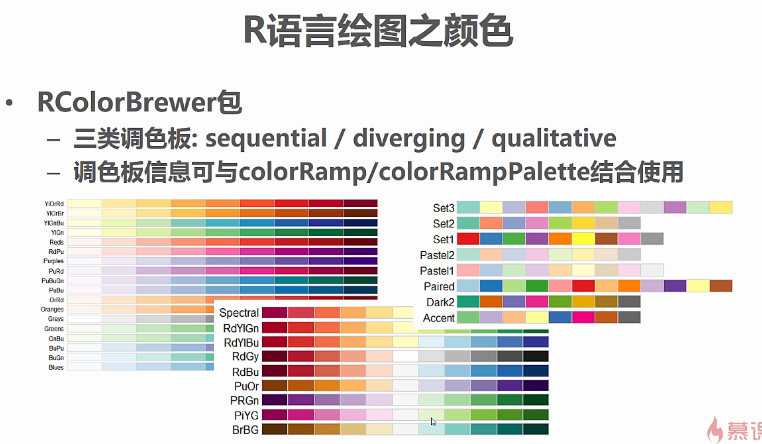 R语言绘图之颜色
• RColorBrewer包
– 三类调色板: sequential / diverging / qualitative
– 调色板信息可与colorRamp/colorRampPalette结合使用
YlOrRd
YlOrBr
YlGnBu
YlGn
Reds
RdPu
Purples
PuRd
PuBuGn
PuBu
OrRd
Oranges
Grays
Greens
GnBu
BuPu
BuGn
Blues
Spectral
RdYlGn
RdYlBu
RdGy
RdBu
PuOr
PRGn
PiYG
BrBG
Set3
Set2
Set1
Pastel2
Pastel1
Paired
Dark2
Accent
慕课